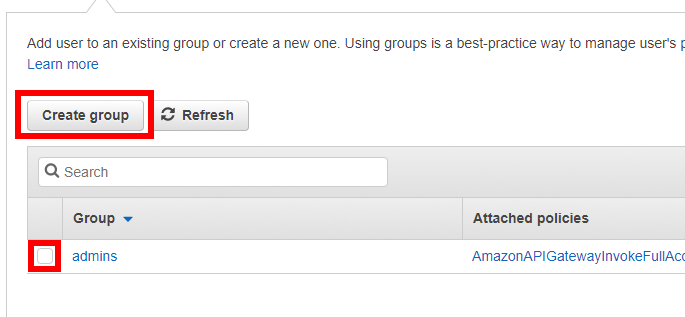 Add user to an existing group or create a new one. Using groups is a best-practice way to manage user's p
Learn more
Create group
Refresh
Search
Group
Attached policies
admins
AmazonAPIGatewayInvokeFullAcc